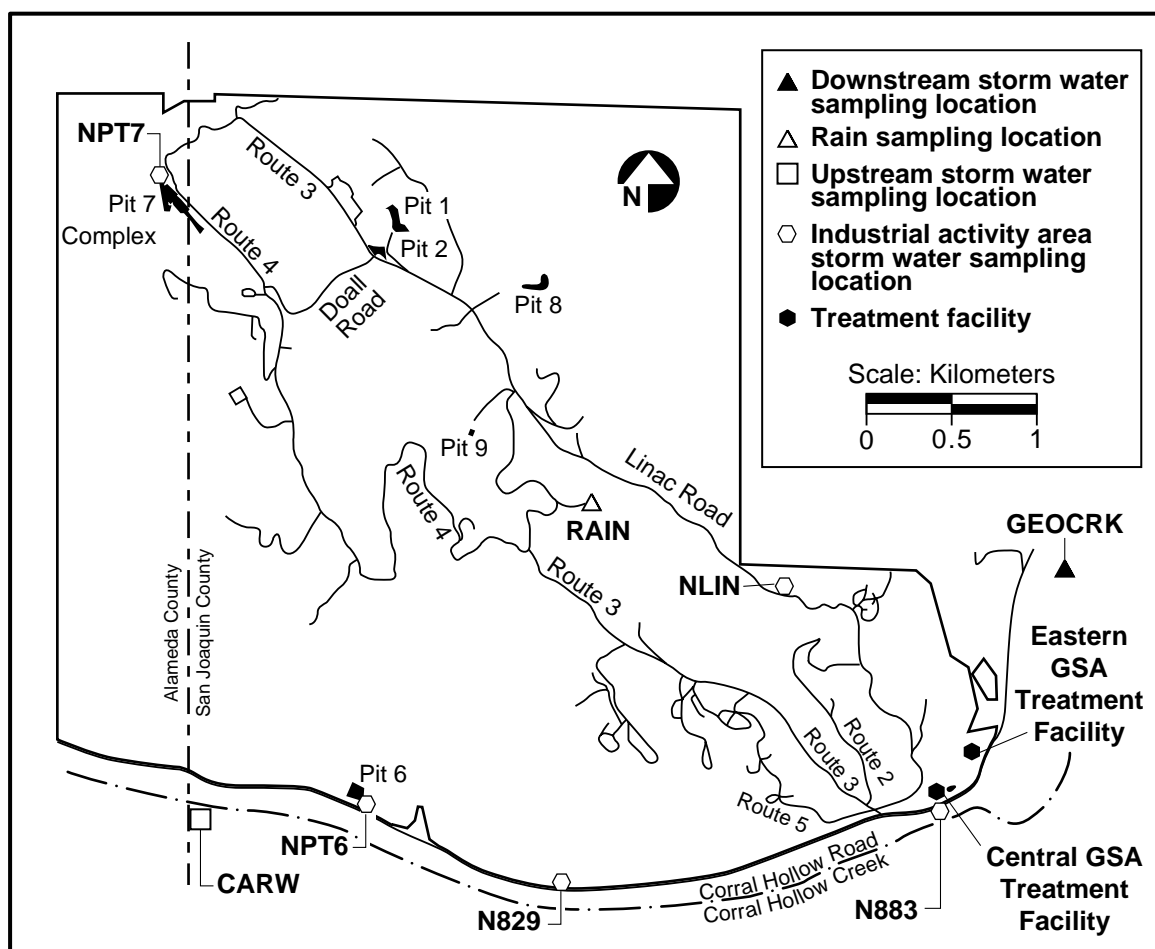 Downstream storm water
sampling location
Rain sampling location
Upstream storm water
sampling location
Industrial activity area
storm water sampling
location
Treatment facility
Scale: Kilometers
0 0.5 1
NPT7
Pit 7
Complex
Route 3
Route 4
Pit 1
Pit 2
Doall
Road
Pit 8
N
Pit 9
Route 4
RAIN
Linac Road
NLIN
Route 3
GEOCRK
Eastern
GSA
Treatment
Facility
Alameda County
San Joaquin County
Pit 6
NPT6
CARW
N829
Route 2
Route 3
Route 5
Corral Hollow Road
Corral Hollow Creek
N883
Central GSA
Treatment
Facility